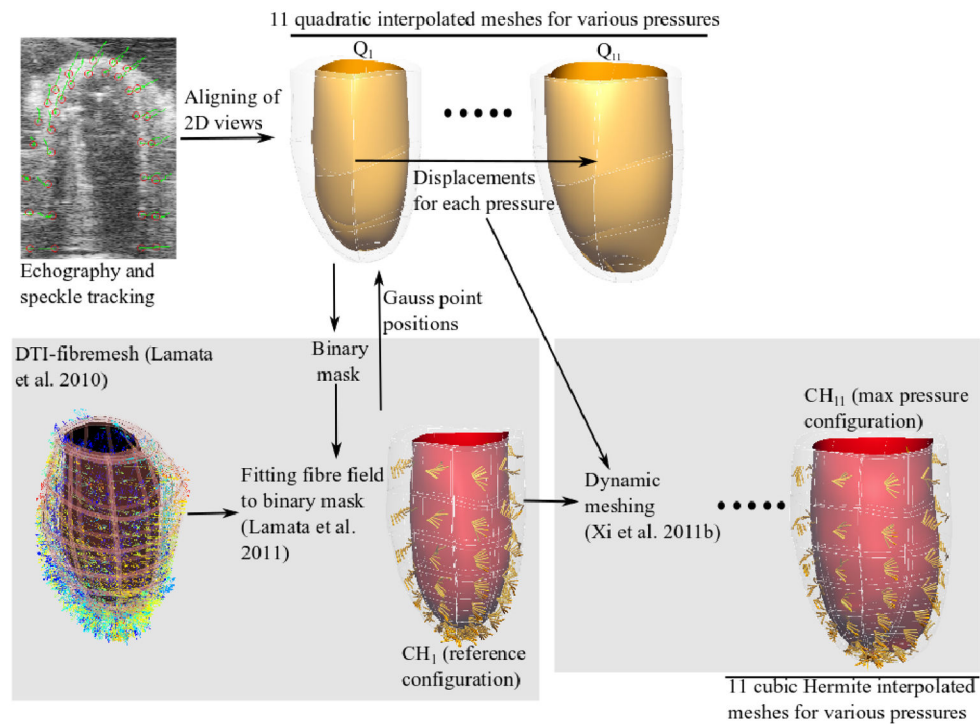 11 quadratic interpolated meshes for various pressures
Q1
Q11
Aligning of
2D views
Displacements
for each pressure
Echography and
speckle tracking
Gauss point
positions
Binary
mask
DTI-fibremesh (Lamata
et al. 2010)
Fitting fibre field
to binary mask
(Lamata et al.
2011)
CH1 (reference
configuration)
Dynamic
meshing
(Xi et al. 2011b)
CH11 (max pressure
configuration)
11 cubic Hermite interpolated
meshes for various pressures